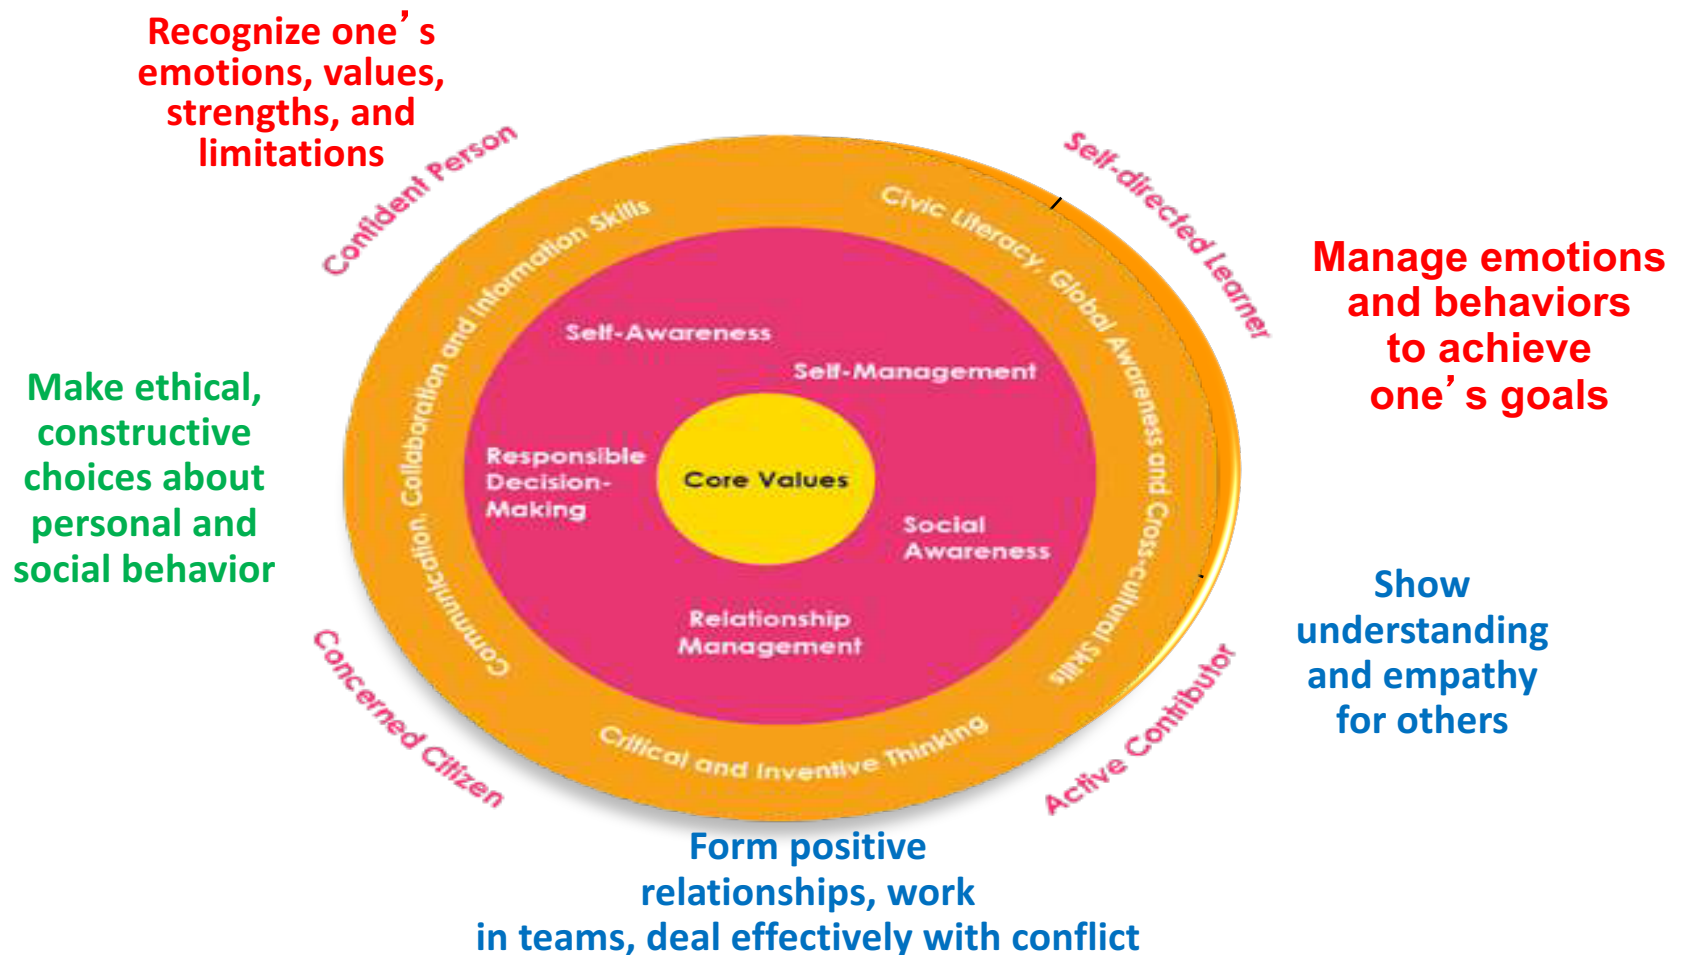 Recognize one’s
emotions, values,
strengths, and
limitations
Confident Person
Self-directed Learner
Communication, Collaboration and Information Skills
Civic Literacy, Global Awareness and Cross-cultural Skills
Manage emotions
and behaviors
to achieve
one’s goals
Self-Awareness
Self-Management
Make ethical,
constructive
choices about
personal and
social behavior
Responsible
Decision-
Making
Core Values
Social
Awareness
Relationship
Management
Show
understanding
and empathy
for others
Concerned Citizen
Critical and Inventive Thinking
Active Contributor
Form positive
relationships, work
in teams, deal effectively with conflict